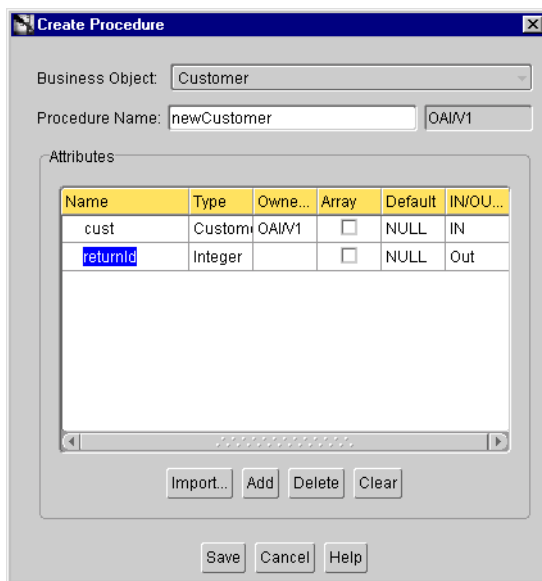 Create Procedure
Business Object: Customer
Procedure Name: newCustomer OAI/V1
Attributes
Name Type Owne... Array Default IN/OU...
cust Custom OAI/V1 NULL IN
returnId Integer NULL Out
Import... Add Delete Clear
Save Cancel Help